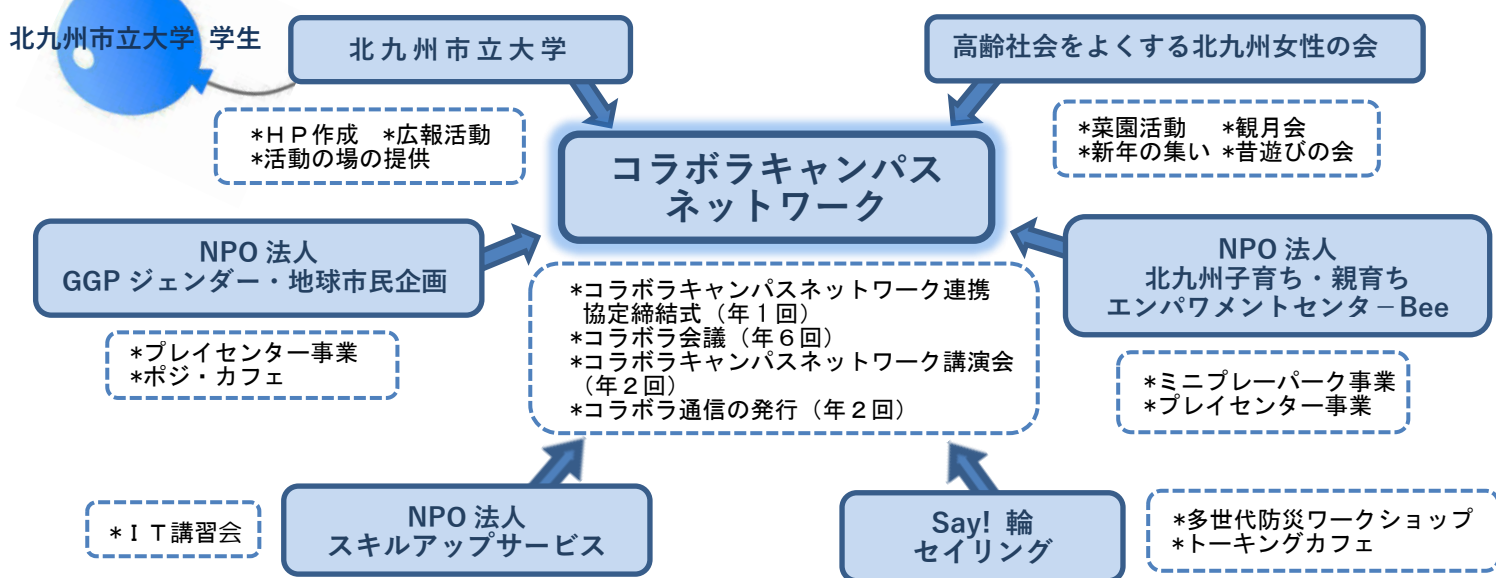 北九州市立大学 学生
北九州市立大学
高齢社会をよくする北九州女性の会
*ＨＰ作成 *広報活動
*活動の場の提供
*菜園活動 *観月会
*新年の集い *昔遊びの会
コラボラキャンパス
ネットワーク
NPO 法人
GGP ジェンダー・地球市民企画
NPO 法人
北九州子育ち・親育ち
エンパワメントセンタ－Bee
*コラボラキャンパスネットワーク連携
協定締結式（年１回）
*コラボラ会議（年６回）
*コラボラキャンパスネットワーク講演会
（年２回）
*コラボラ通信の発行（年２回）
*プレイセンター事業
*ポジ・カフェ
*ミニプレーパーク事業
*プレイセンター事業
*ＩＴ講習会
NPO 法人
スキルアップサービス
Say! 輪
セイリング
*多世代防災ワークショップ
*トーキングカフェ